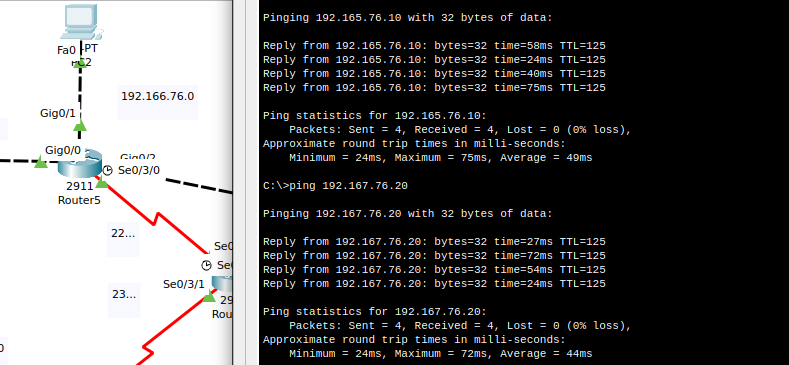 Fa0
PT
192.166.76.0
Gig0/1
Gig0/0
Gig0/2
Se0/3/0
2911
Router5
22...
Se0
Se0/3/1
23...
29
Rou
0
Pinging 192.165.76.10 with 32 bytes of data:
Reply from 192.165.76.10: bytes=32 time=58ms TTL=125
Reply from 192.165.76.10: bytes=32 time=24ms TTL=125
Reply from 192.165.76.10: bytes=32 time=40ms TTL=125
Reply from 192.165.76.10: bytes=32 time=75ms TTL=125
Ping statistics for 192.165.76.10:
Packets: Sent = 4, Received = 4, Lost = 0 (0% loss),
Approximate round trip times in milli-seconds:
Minimum = 24ms, Maximum = 75ms, Average = 49ms
C:\>ping 192.167.76.20
Pinging 192.167.76.20 with 32 bytes of data:
Reply from 192.167.76.20: bytes=32 time=27ms TTL=125
Reply from 192.167.76.20: bytes=32 time=72ms TTL=125
Reply from 192.167.76.20: bytes=32 time=54ms TTL=125
Reply from 192.167.76.20: bytes=32 time=24ms TTL=125
Ping statistics for 192.167.76.20:
Packets: Sent = 4, Received = 4, Lost = 0 (0% loss),
Approximate round trip times in milli-seconds:
Minimum = 24ms, Maximum = 72ms, Average = 44ms